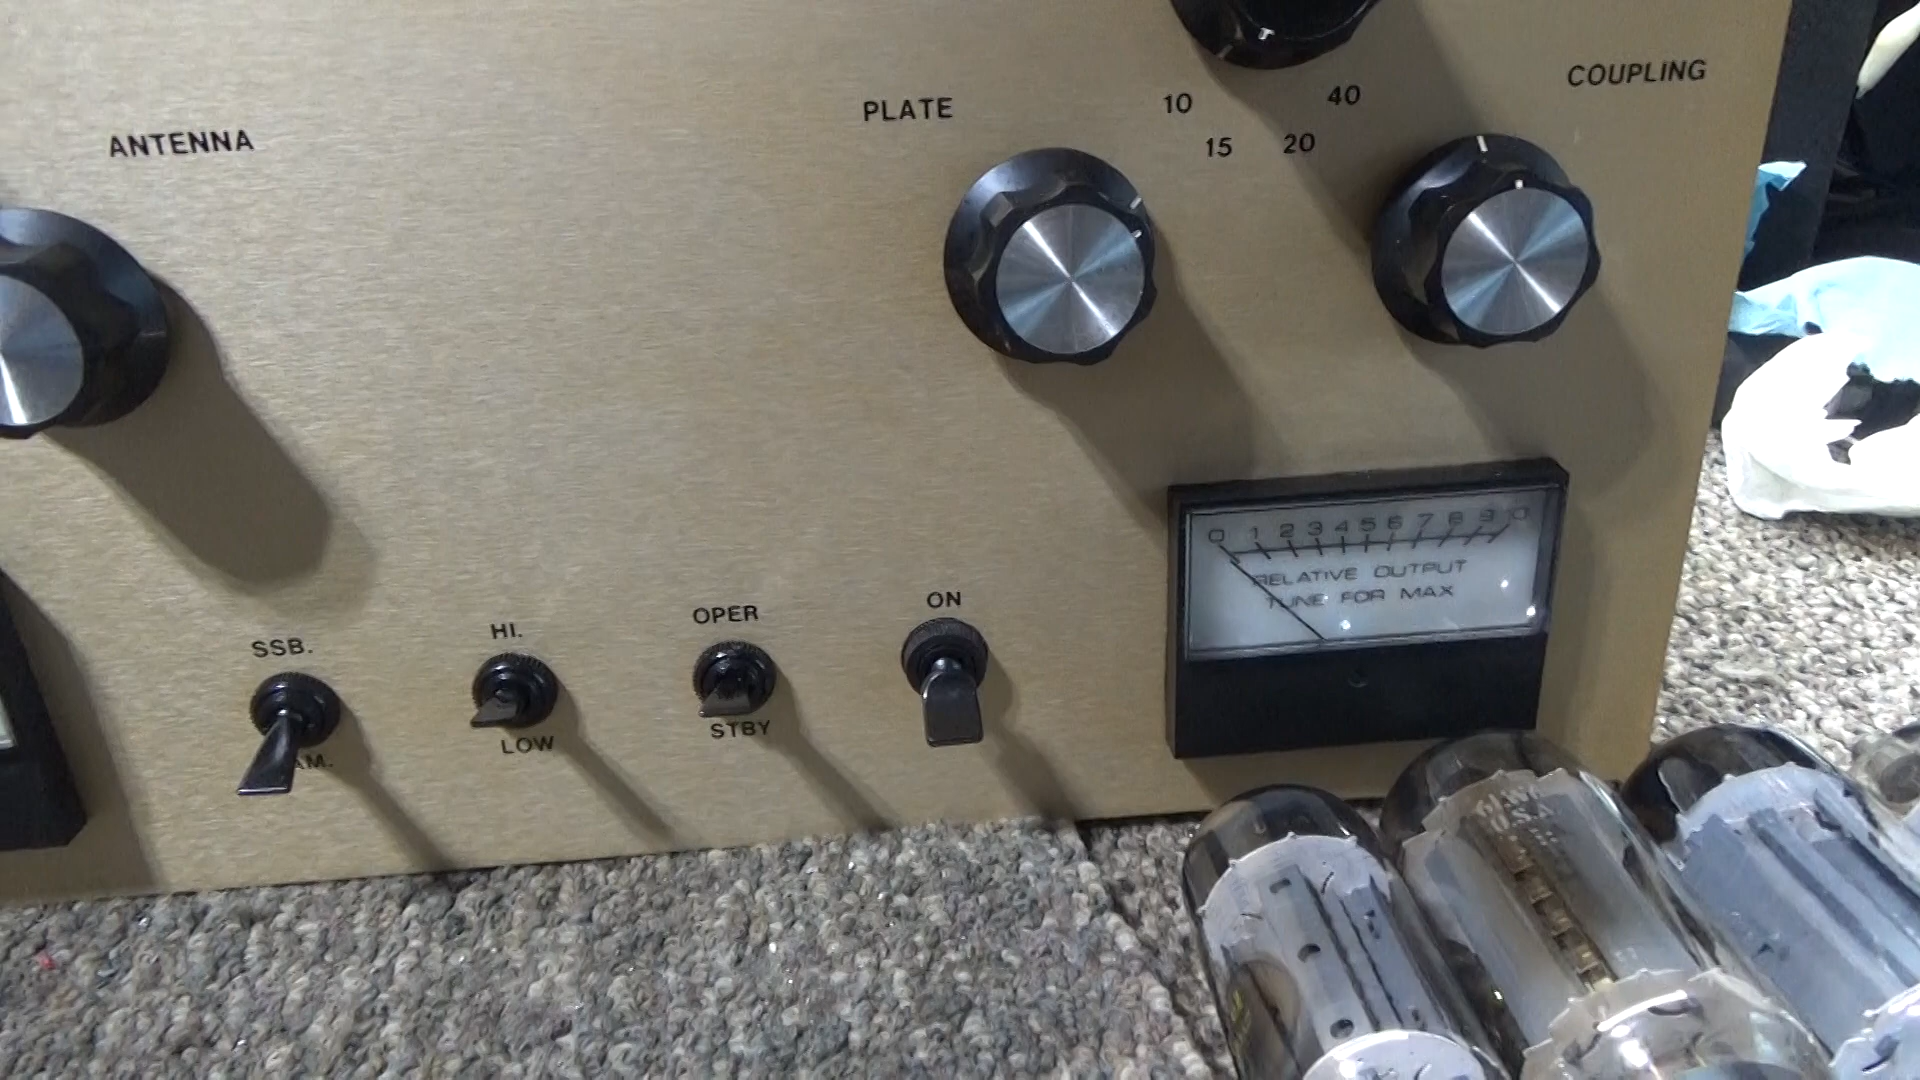 COUPLING
PLATE
10
40
15
20
ANTENNA
0 1 2 3 4 5 6 7 8 9 10
RELATIVE OUTPUT
TUNE FOR MAX
ON
OPER
HI.
SSB.
STBY
LOW
AM.